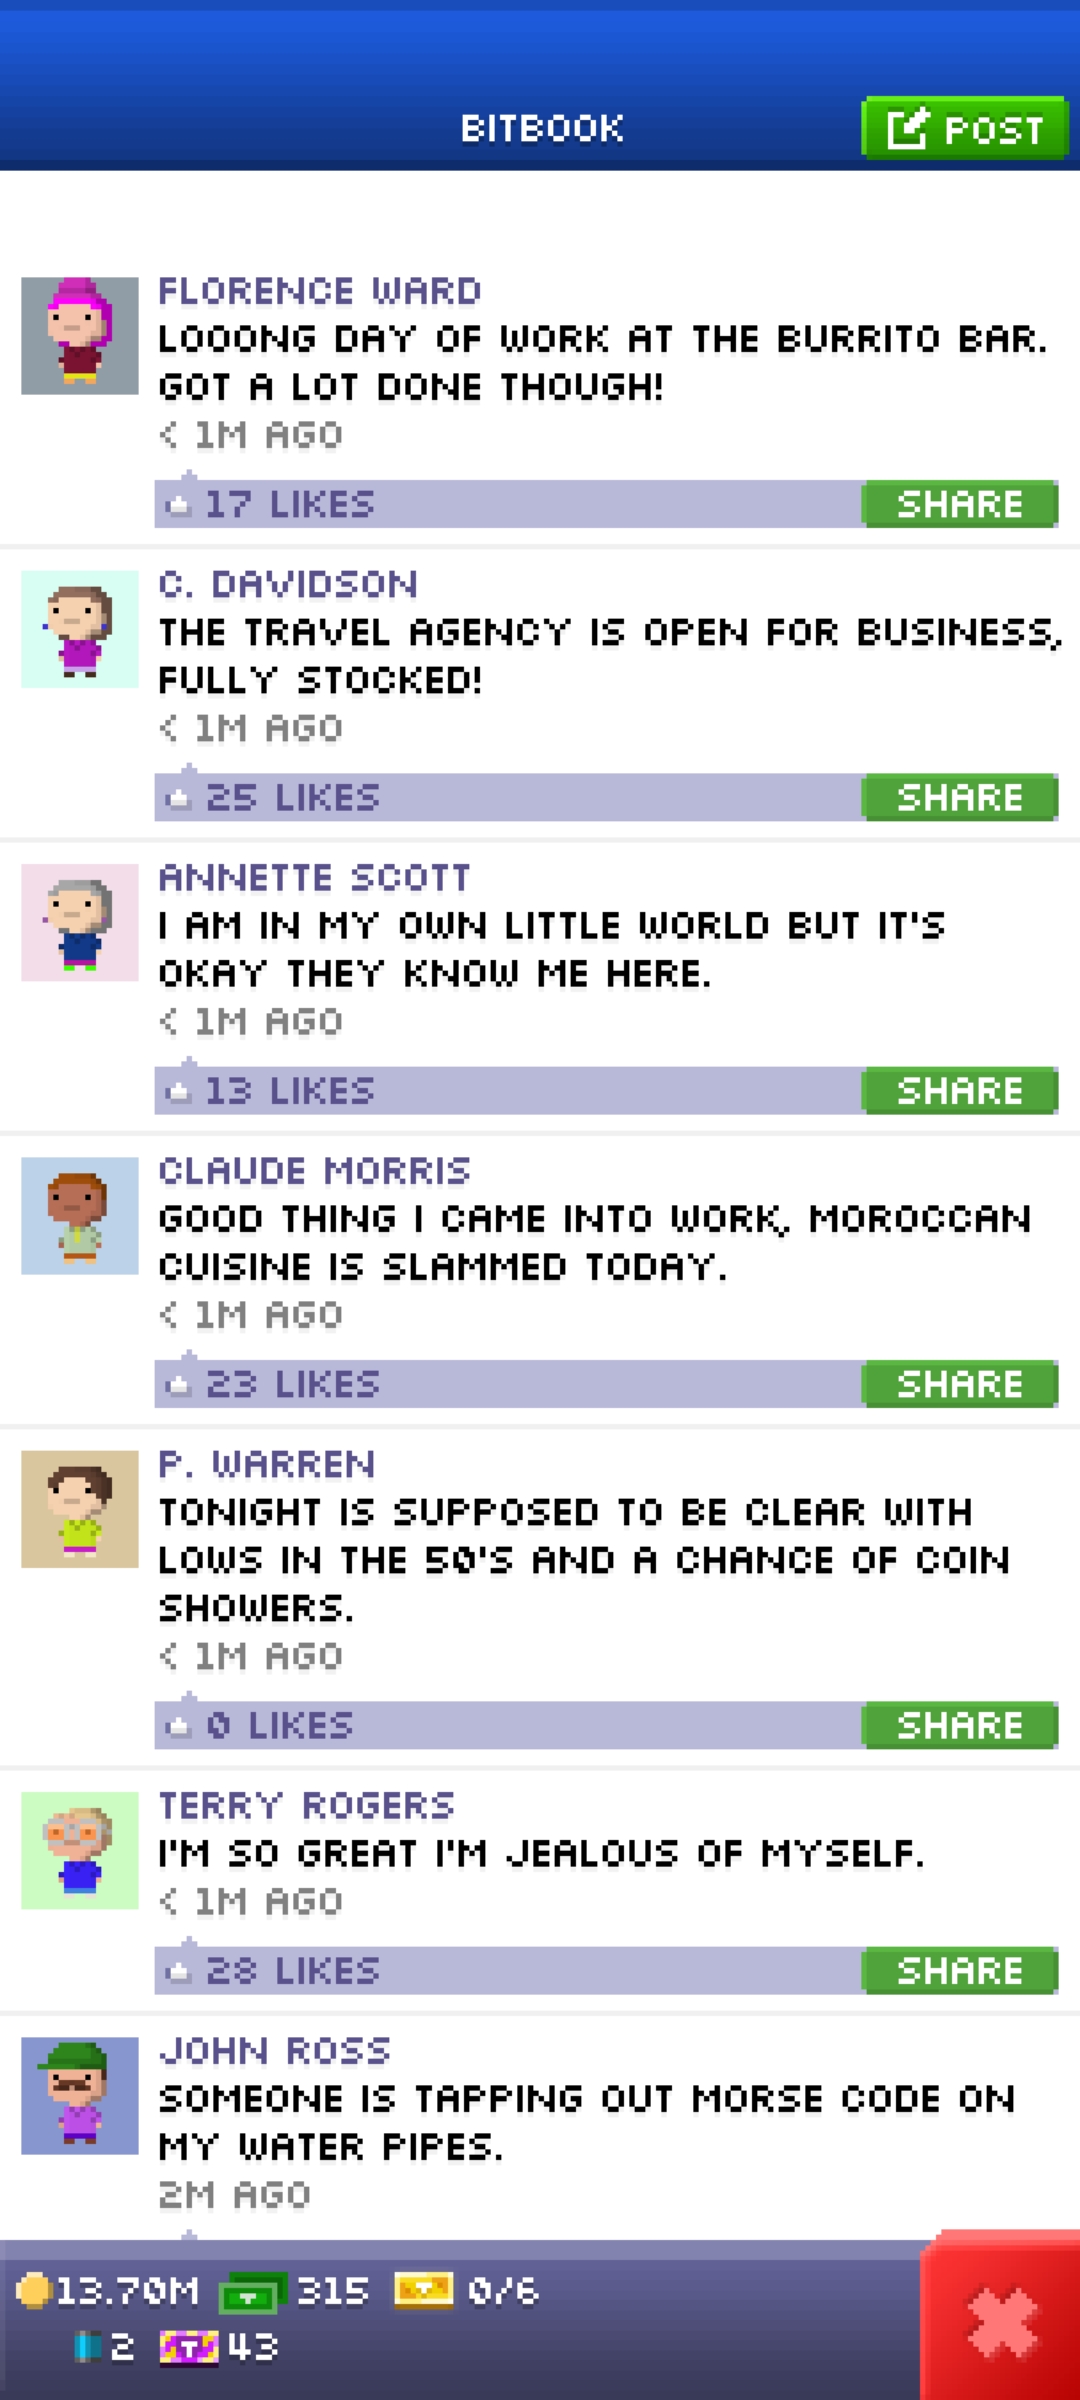 BITBOOK
POST
FLORENCE WARD
LOOONG DAY OF WORK AT THE BURRITO BAR.
GOT A LOT DONE THOUGH!
< 1M AGO
17 LIKES
SHARE
C. DAVIDSON
THE TRAVEL AGENCY IS OPEN FOR BUSINESS,
FULLY STOCKED!
< 1M AGO
25 LIKES
SHARE
ANNETTE SCOTT
I AM IN MY OWN LITTLE WORLD BUT IT'S
OKAY THEY KNOW ME HERE.
< 1M AGO
13 LIKES
SHARE
CLAUDE MORRIS
GOOD THING I CAME INTO WORK, MOROCCAN
CUISINE IS SLAMMED TODAY.
< 1M AGO
23 LIKES
SHARE
P. WARREN
TONIGHT IS SUPPOSED TO BE CLEAR WITH
LOWS IN THE 50'S AND A CHANCE OF COIN
SHOWERS.
< 1M AGO
0 LIKES
SHARE
TERRY ROGERS
I'M SO GREAT I'M JEALOUS OF MYSELF.
< 1M AGO
28 LIKES
SHARE
JOHN ROSS
SOMEONE IS TAPPING OUT MORSE CODE ON
MY WATER PIPES.
2M AGO
13.70M 315 0/6
2 T 43